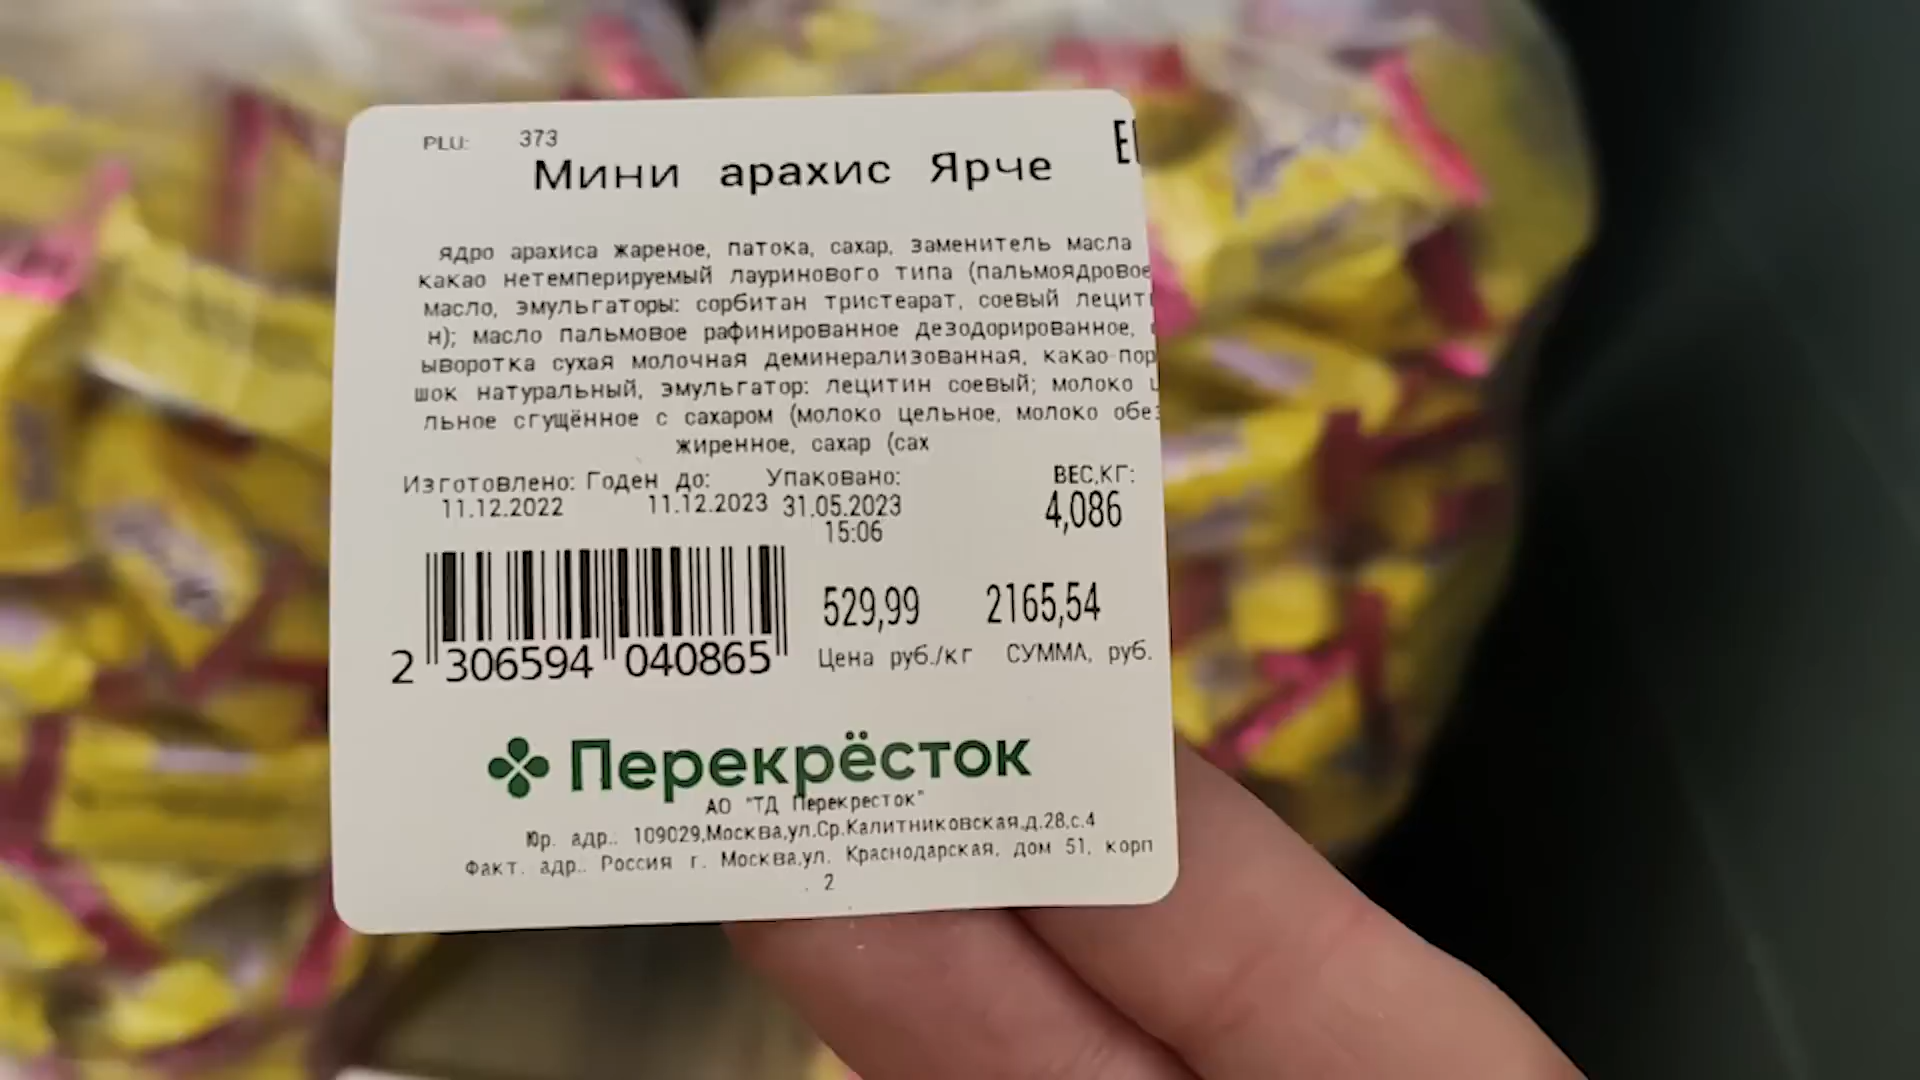 PLU: 373
Мини арахис Ярче
ядро арахиса жареное, патока, сахар, заменитель масла
какао нетемперируемый лауринового типа (пальмоядровое
масло, эмульгаторы: сорбитан тристеарат, соевый лецит
н); масло пальмовое рафинированное дезодорированное,
ыворотка сухая молочная деминерализованная, какао-пор
шок натуральный, эмульгатор: лецитин соевый; молоко ц
льное сгущённое с сахаром (молоко цельное, молоко обез
жиренное, сахар (сах
Изготовлено: Годен до: Упаковано: ВЕС,КГ:
11.12.2022 11.12.2023 31.05.2023 4,086
15:06
529,99 2165,54
2 306594 040865 Цена руб./кг СУММА, руб.
Перекрёсток
АО "ТД Перекресток"
Юр. адр.: 109029,Москва,ул.Ср.Калитниковская,д.28,с.4
Факт. адр.: Россия г. Москва,ул. Краснодарская, дом 51, корп
. 2